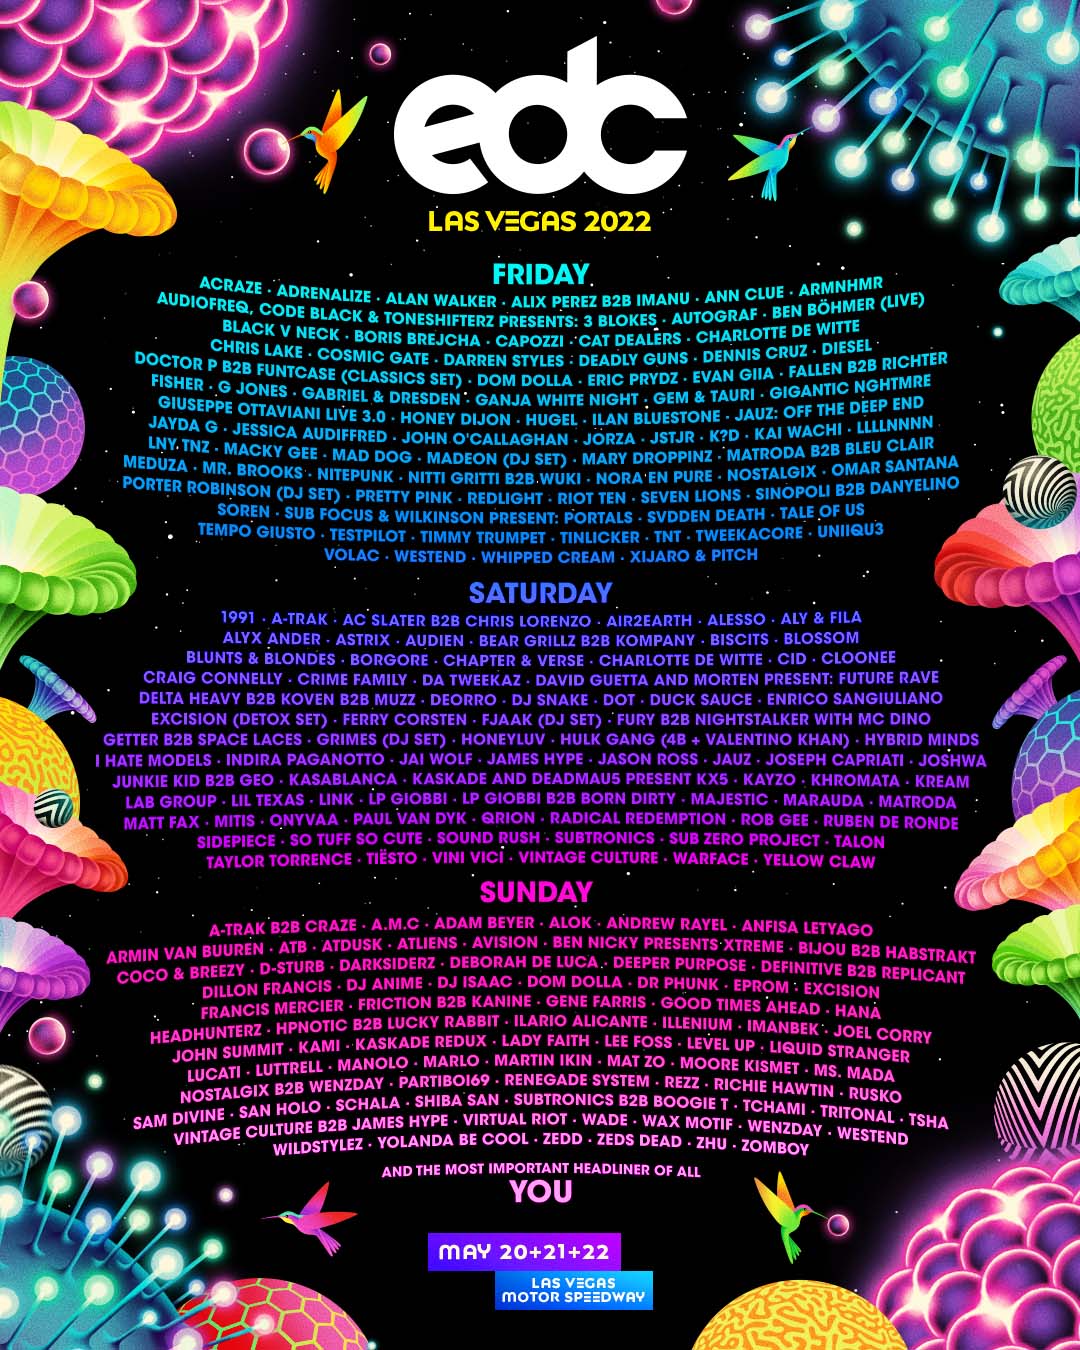 edc
LAS VEGAS 2022
FRIDAY
ACRAZE · ADRENALIZE · ALAN WALKER · ALIX PEREZ B2B IMANU · ANN CLUE · ARMNHMR
AUDIOFREQ, CODE BLACK & TONESHIFTERZ PRESENTS: 3 BLOKES · AUTOGRAF · BEN BÖHMER (LIVE)
BLACK V NECK · BORIS BREJCHA · CAPOZZI · CAT DEALERS · CHARLOTTE DE WITTE
CHRIS LAKE · COSMIC GATE · DARREN STYLES · DEADLY GUNS · DENNIS CRUZ · DIESEL
DOCTOR P B2B FUNTCASE (CLASSICS SET) · DOM DOLLA · ERIC PRYDZ · EVAN GIIA · FALLEN B2B RICHTER
FISHER · G JONES · GABRIEL & DRESDEN · GANJA WHITE NIGHT · GEM & TAURI · GIGANTIC NGHTMRE
GIUSEPPE OTTAVIANI LIVE 3.0 · HONEY DIJON · HUGEL · ILAN BLUESTONE · JAUZ: OFF THE DEEP END
JAYDA G · JESSICA AUDIFFRED · JOHN O'CALLAGHAN · JORZA · JSTJR · K?D · KAI WACHI · LLLLNNNN
LNY TNZ · MACKY GEE · MAD DOG · MADEON (DJ SET) · MARY DROPPINZ · MATRODA B2B BLEU CLAIR
MEDUZA · MR. BROOKS · NITEPUNK · NITTI GRITTI B2B WUKI · NORA EN PURE · NOSTALGIX · OMAR SANTANA
PORTER ROBINSON (DJ SET) · PRETTY PINK · REDLIGHT · RIOT TEN · SEVEN LIONS · SINOPOLI B2B DANYELINO
SOREN · SUB FOCUS & WILKINSON PRESENT: PORTALS · SVDDEN DEATH · TALE OF US
TEMPO GIUSTO · TESTPILOT · TIMMY TRUMPET · TINLICKER · TNT · TWEEKACORE · UNIIQU3
VOLAC · WESTEND · WHIPPED CREAM · XIJARO & PITCH
SATURDAY
1991 · A-TRAK · AC SLATER B2B CHRIS LORENZO · AIR2EARTH · ALESSO · ALY & FILA
ALYX ANDER · ASTRIX · AUDIEN · BEAR GRILLZ B2B KOMPANY · BISCITS · BLOSSOM
BLUNTS & BLONDES · BORGORE · CHAPTER & VERSE · CHARLOTTE DE WITTE · CID · CLOONEE
CRAIG CONNELLY · CRIME FAMILY · DA TWEEKAZ · DAVID GUETTA AND MORTEN PRESENT: FUTURE RAVE
DELTA HEAVY B2B KOVEN B2B MUZZ · DEORRO · DJ SNAKE · DOT · DUCK SAUCE · ENRICO SANGIULIANO
EXCISION (DETOX SET) · FERRY CORSTEN · FJAAK (DJ SET) · FURY B2B NIGHTSTALKER WITH MC DINO
GETTER B2B SPACE LACES · GRIMES (DJ SET) · HONEYLUV · HULK GANG (4B + VALENTINO KHAN) · HYBRID MINDS
I HATE MODELS · INDIRA PAGANOTTO · JAI WOLF · JAMES HYPE · JASON ROSS · JAUZ · JOSEPH CAPRIATI · JOSHWA
JUNKIE KID B2B GEO · KASABLANCA · KASKADE AND DEADMAU5 PRESENT KX5 · KAYZO · KHROMATA · KREAM
LAB GROUP · LIL TEXAS · LINK · LP GIOBBI · LP GIOBBI B2B BORN DIRTY · MAJESTIC · MARAUDA · MATRODA
MATT FAX · MITIS · ONYVAA · PAUL VAN DYK · QRION · RADICAL REDEMPTION · ROB GEE · RUBEN DE RONDE
SIDEPIECE · SO TUFF SO CUTE · SOUND RUSH · SUBTRONICS · SUB ZERO PROJECT · TALON
TAYLOR TORRENCE · TIËSTO · VINI VICI · VINTAGE CULTURE · WARFACE · YELLOW CLAW
SUNDAY
A-TRAK B2B CRAZE · A.M.C · ADAM BEYER · ALOK · ANDREW RAYEL · ANFISA LETYAGO
ARMIN VAN BUUREN · ATB · ATDUSK · ATLIENS · AVISION · BEN NICKY PRESENTS XTREME · BIJOU B2B HABSTRAKT
COCO & BREEZY · D-STURB · DARKSIDERZ · DEBORAH DE LUCA · DEEPER PURPOSE · DEFINITIVE B2B REPLICANT
DILLON FRANCIS · DJ ANIME · DJ ISAAC · DOM DOLLA · DR PHUNK · EPROM · EXCISION
FRANCIS MERCIER · FRICTION B2B KANINE · GENE FARRIS · GOOD TIMES AHEAD · HANÀ
HEADHUNTERZ · HPNOTIC B2B LUCKY RABBIT · ILARIO ALICANTE · ILLENIUM · IMANBEK · JOEL CORRY
JOHN SUMMIT · KAMI · KASKADE REDUX · LADY FAITH · LEE FOSS · LEVEL UP · LIQUID STRANGER
LUCATI · LUTTRELL · MANOLO · MARLO · MARTIN IKIN · MAT ZO · MOORE KISMET · MS. MADA
NOSTALGIX B2B WENZDAY · PARTIBOI69 · RENEGADE SYSTEM · REZZ · RICHIE HAWTIN · RUSKO
SAM DIVINE · SAN HOLO · SCHALA · SHIBA SAN · SUBTRONICS B2B BOOGIE T · TCHAMI · TRITONAL · TSHA
VINTAGE CULTURE B2B JAMES HYPE · VIRTUAL RIOT · WADE · WAX MOTIF · WENZDAY · WESTEND
WILDSTYLEZ · YOLANDA BE COOL · ZEDD · ZEDS DEAD · ZHU · ZOMBOY
AND THE MOST IMPORTANT HEADLINER OF ALL
YOU
MAY 20+21+22
LAS VEGAS
MOTOR SPEEDWAY